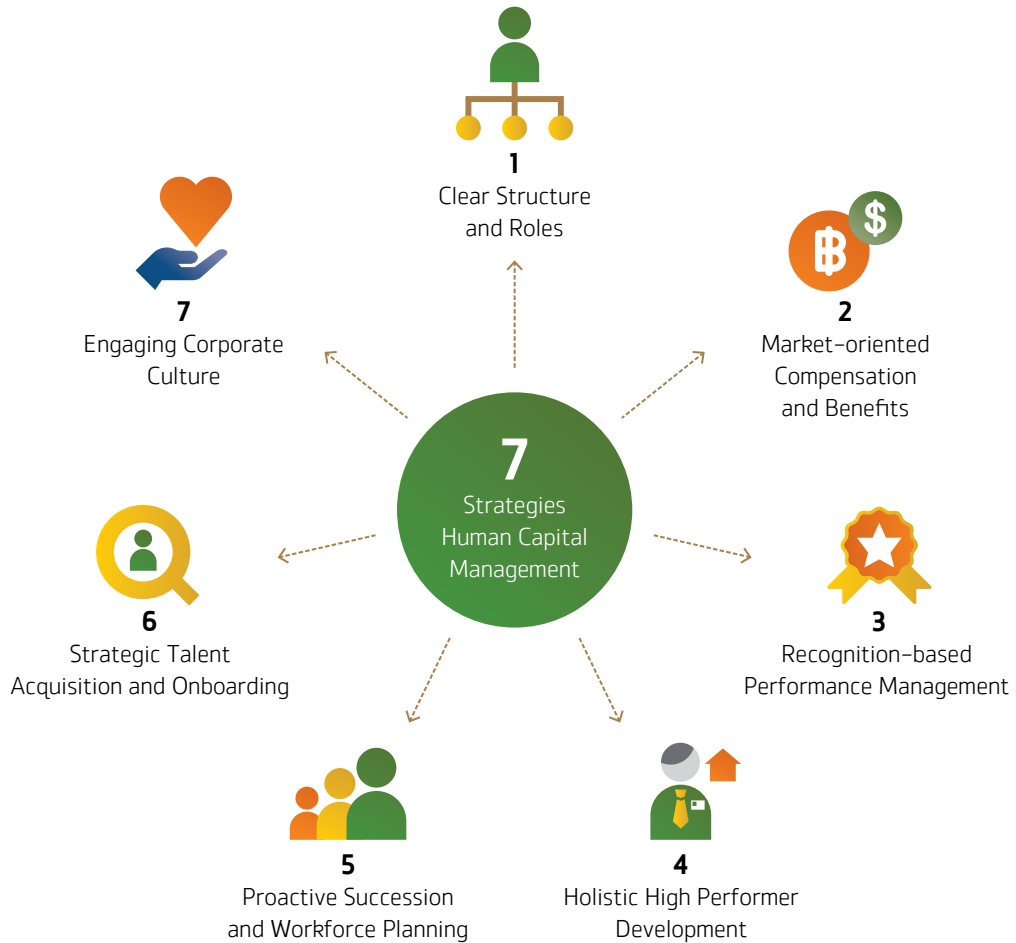 7
Strategies
Human Capital
Management
1
Clear Structure
and Roles
2
Market-oriented
Compensation
and Benefits
3
Recognition-based
Performance Management
4
Holistic High Performer
Development
5
Proactive Succession
and Workforce Planning
6
Strategic Talent
Acquisition and Onboarding
7
Engaging Corporate
Culture